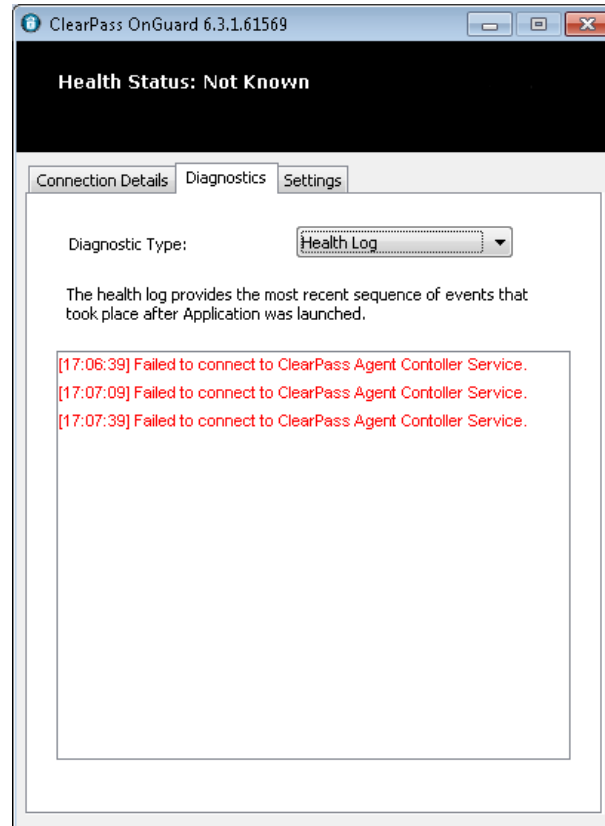 ClearPass OnGuard 6.3.1.61569
Health Status: Not Known
Connection Details Diagnostics Settings
Diagnostic Type: Health Log
The health log provides the most recent sequence of events that
took place after Application was launched.
[17:06:39] Failed to connect to ClearPass Agent Contoller Service.
[17:07:09] Failed to connect to ClearPass Agent Contoller Service.
[17:07:39] Failed to connect to ClearPass Agent Contoller Service.